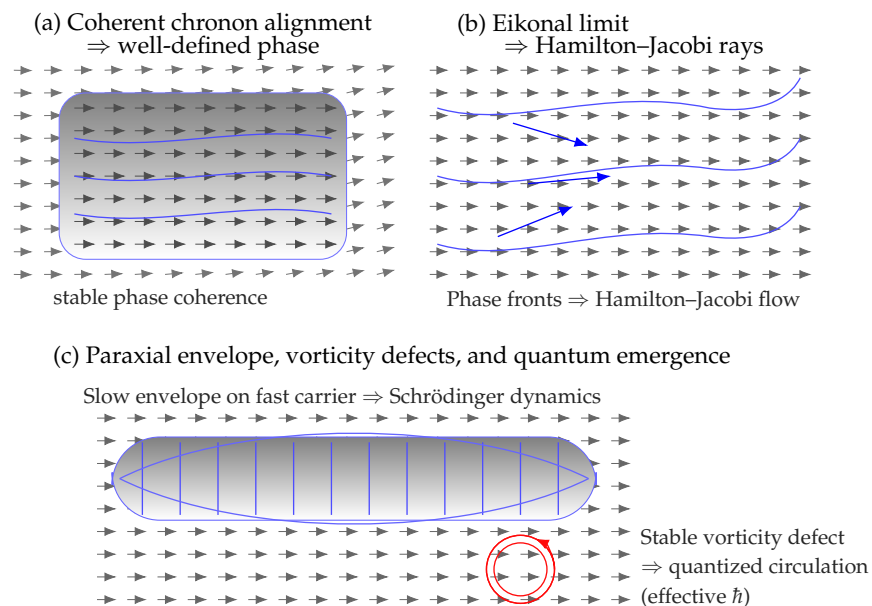 (a) Coherent chronon alignment
⇒ well-defined phase
(b) Eikonal limit
⇒ Hamilton–Jacobi rays
stable phase coherence
Phase fronts ⇒ Hamilton–Jacobi flow
(c) Paraxial envelope, vorticity defects, and quantum emergence
Slow envelope on fast carrier ⇒ Schrödinger dynamics
Stable vorticity defect
⇒ quantized circulation
(effective ℏ)